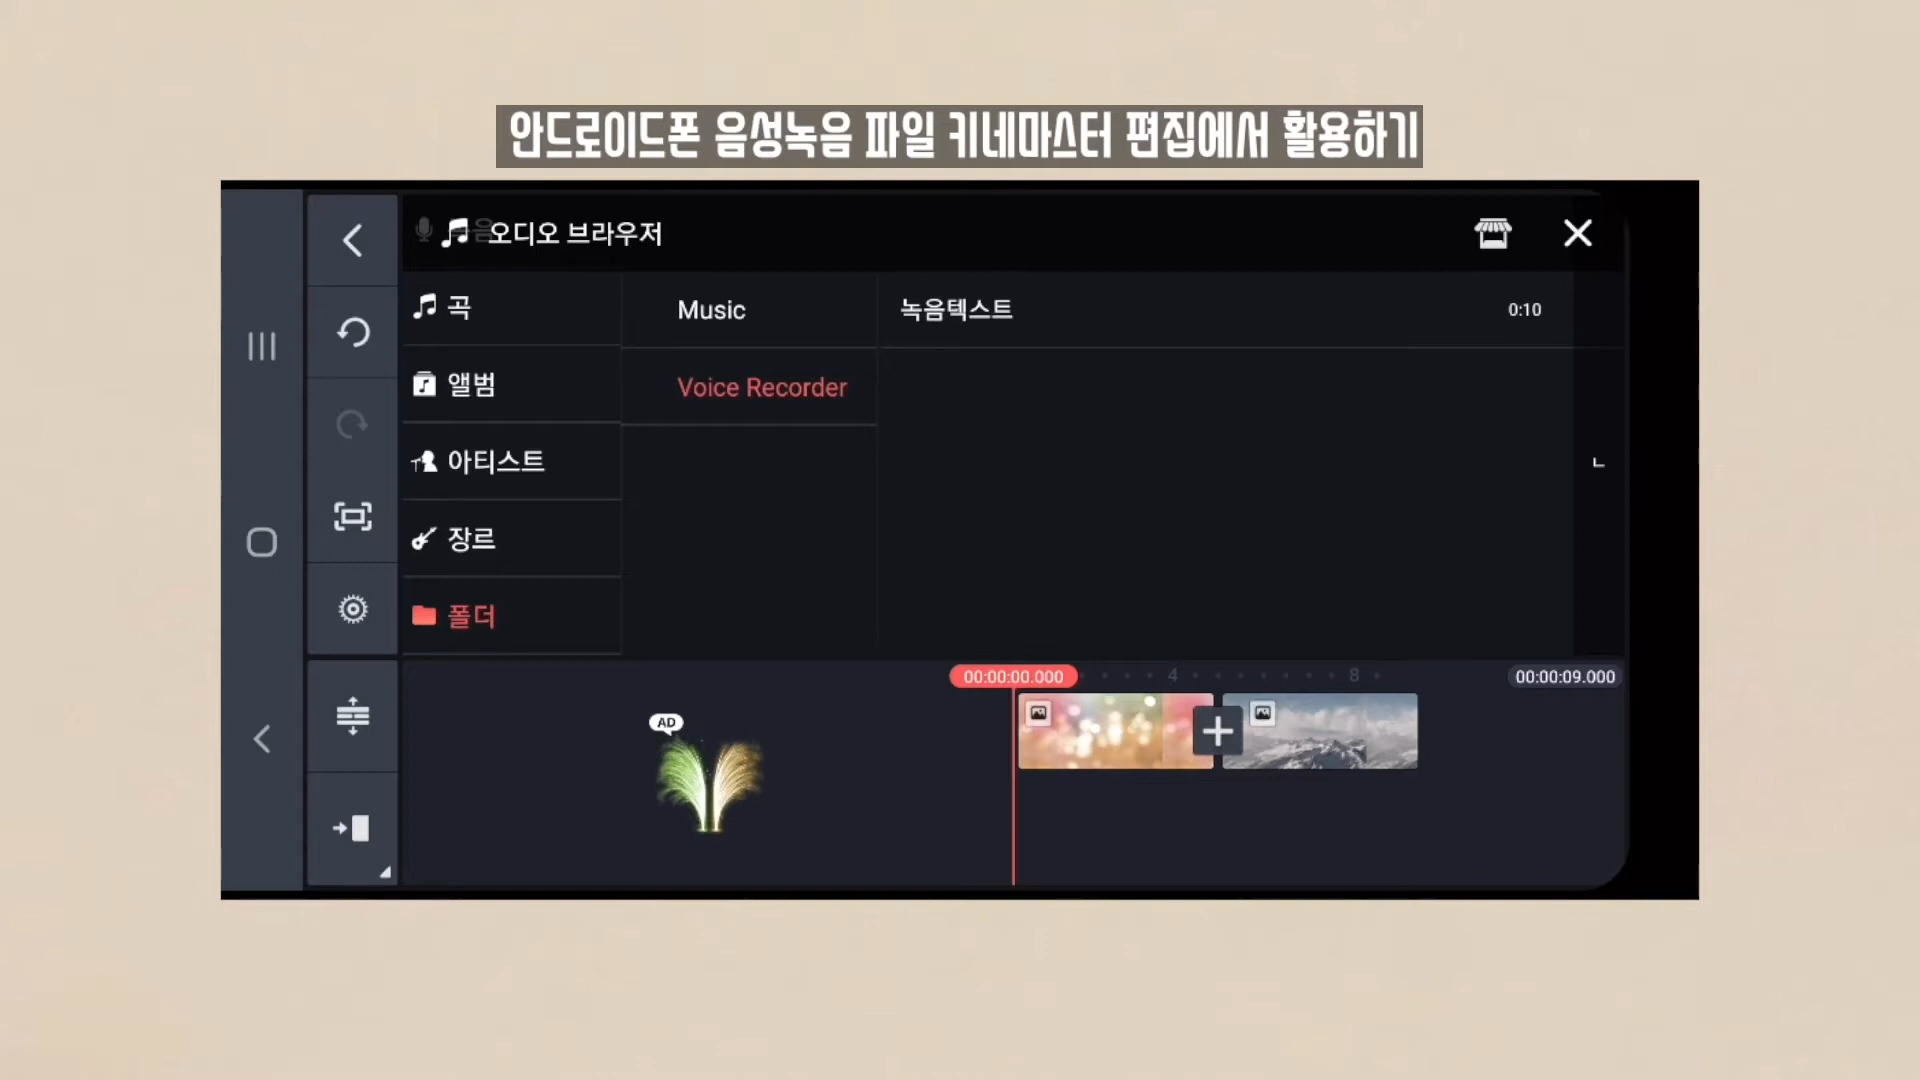 안드로이드폰 음성녹음 파일 키네마스터 편집에서 활용하기
오디오 브라우저
곡
Music
녹음텍스트
0:10
앨범
Voice Recorder
아티스트
장르
폴더
00:00:00.000
4
8
00:00:09.000
AD